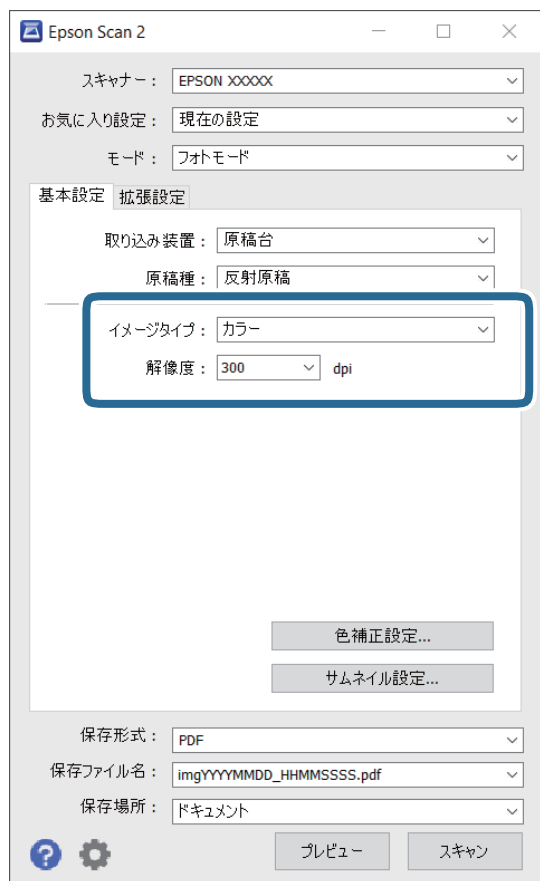 Epson Scan 2
スキャナー： EPSON XXXXX
お気に入り設定： 現在の設定
モード： フォトモード
基本設定 拡張設定
取り込み装置： 原稿台
原稿種： 反射原稿
イメージタイプ： カラー
解像度： 300 dpi
色補正設定...
サムネイル設定...
保存形式： PDF
保存ファイル名： imgYYYYMMDD_HHMMSSSS.pdf
保存場所： ドキュメント
? プレビュー スキャン